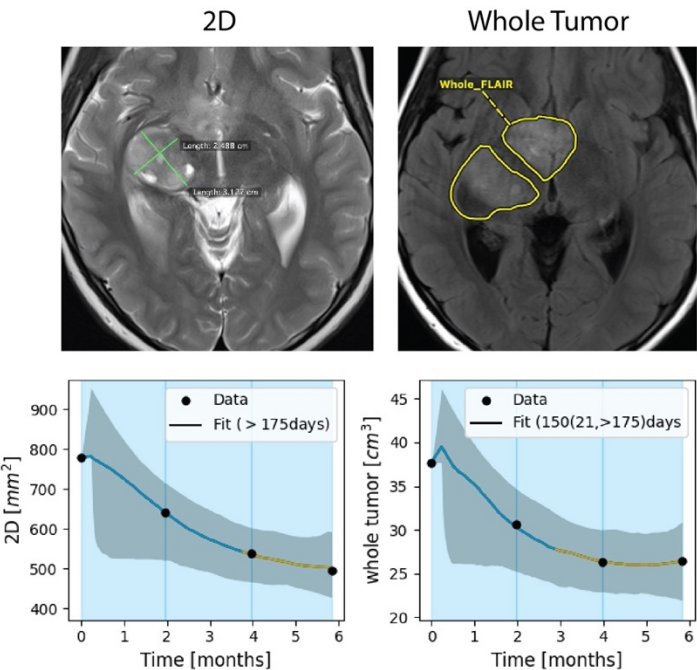 2D
Whole Tumor
Length: 2.488 cm
Length: 3.127 cm
Whole_FLAIR
900
800
700
600
500
400
2D [mm²]
Data
Fit ( > 175days)
0 1 2 3 4 5 6
Time [months]
45
40
35
30
25
20
whole tumor [cm³]
Data
Fit (150(21,>175)days
0 1 2 3 4 5 6
Time [months]